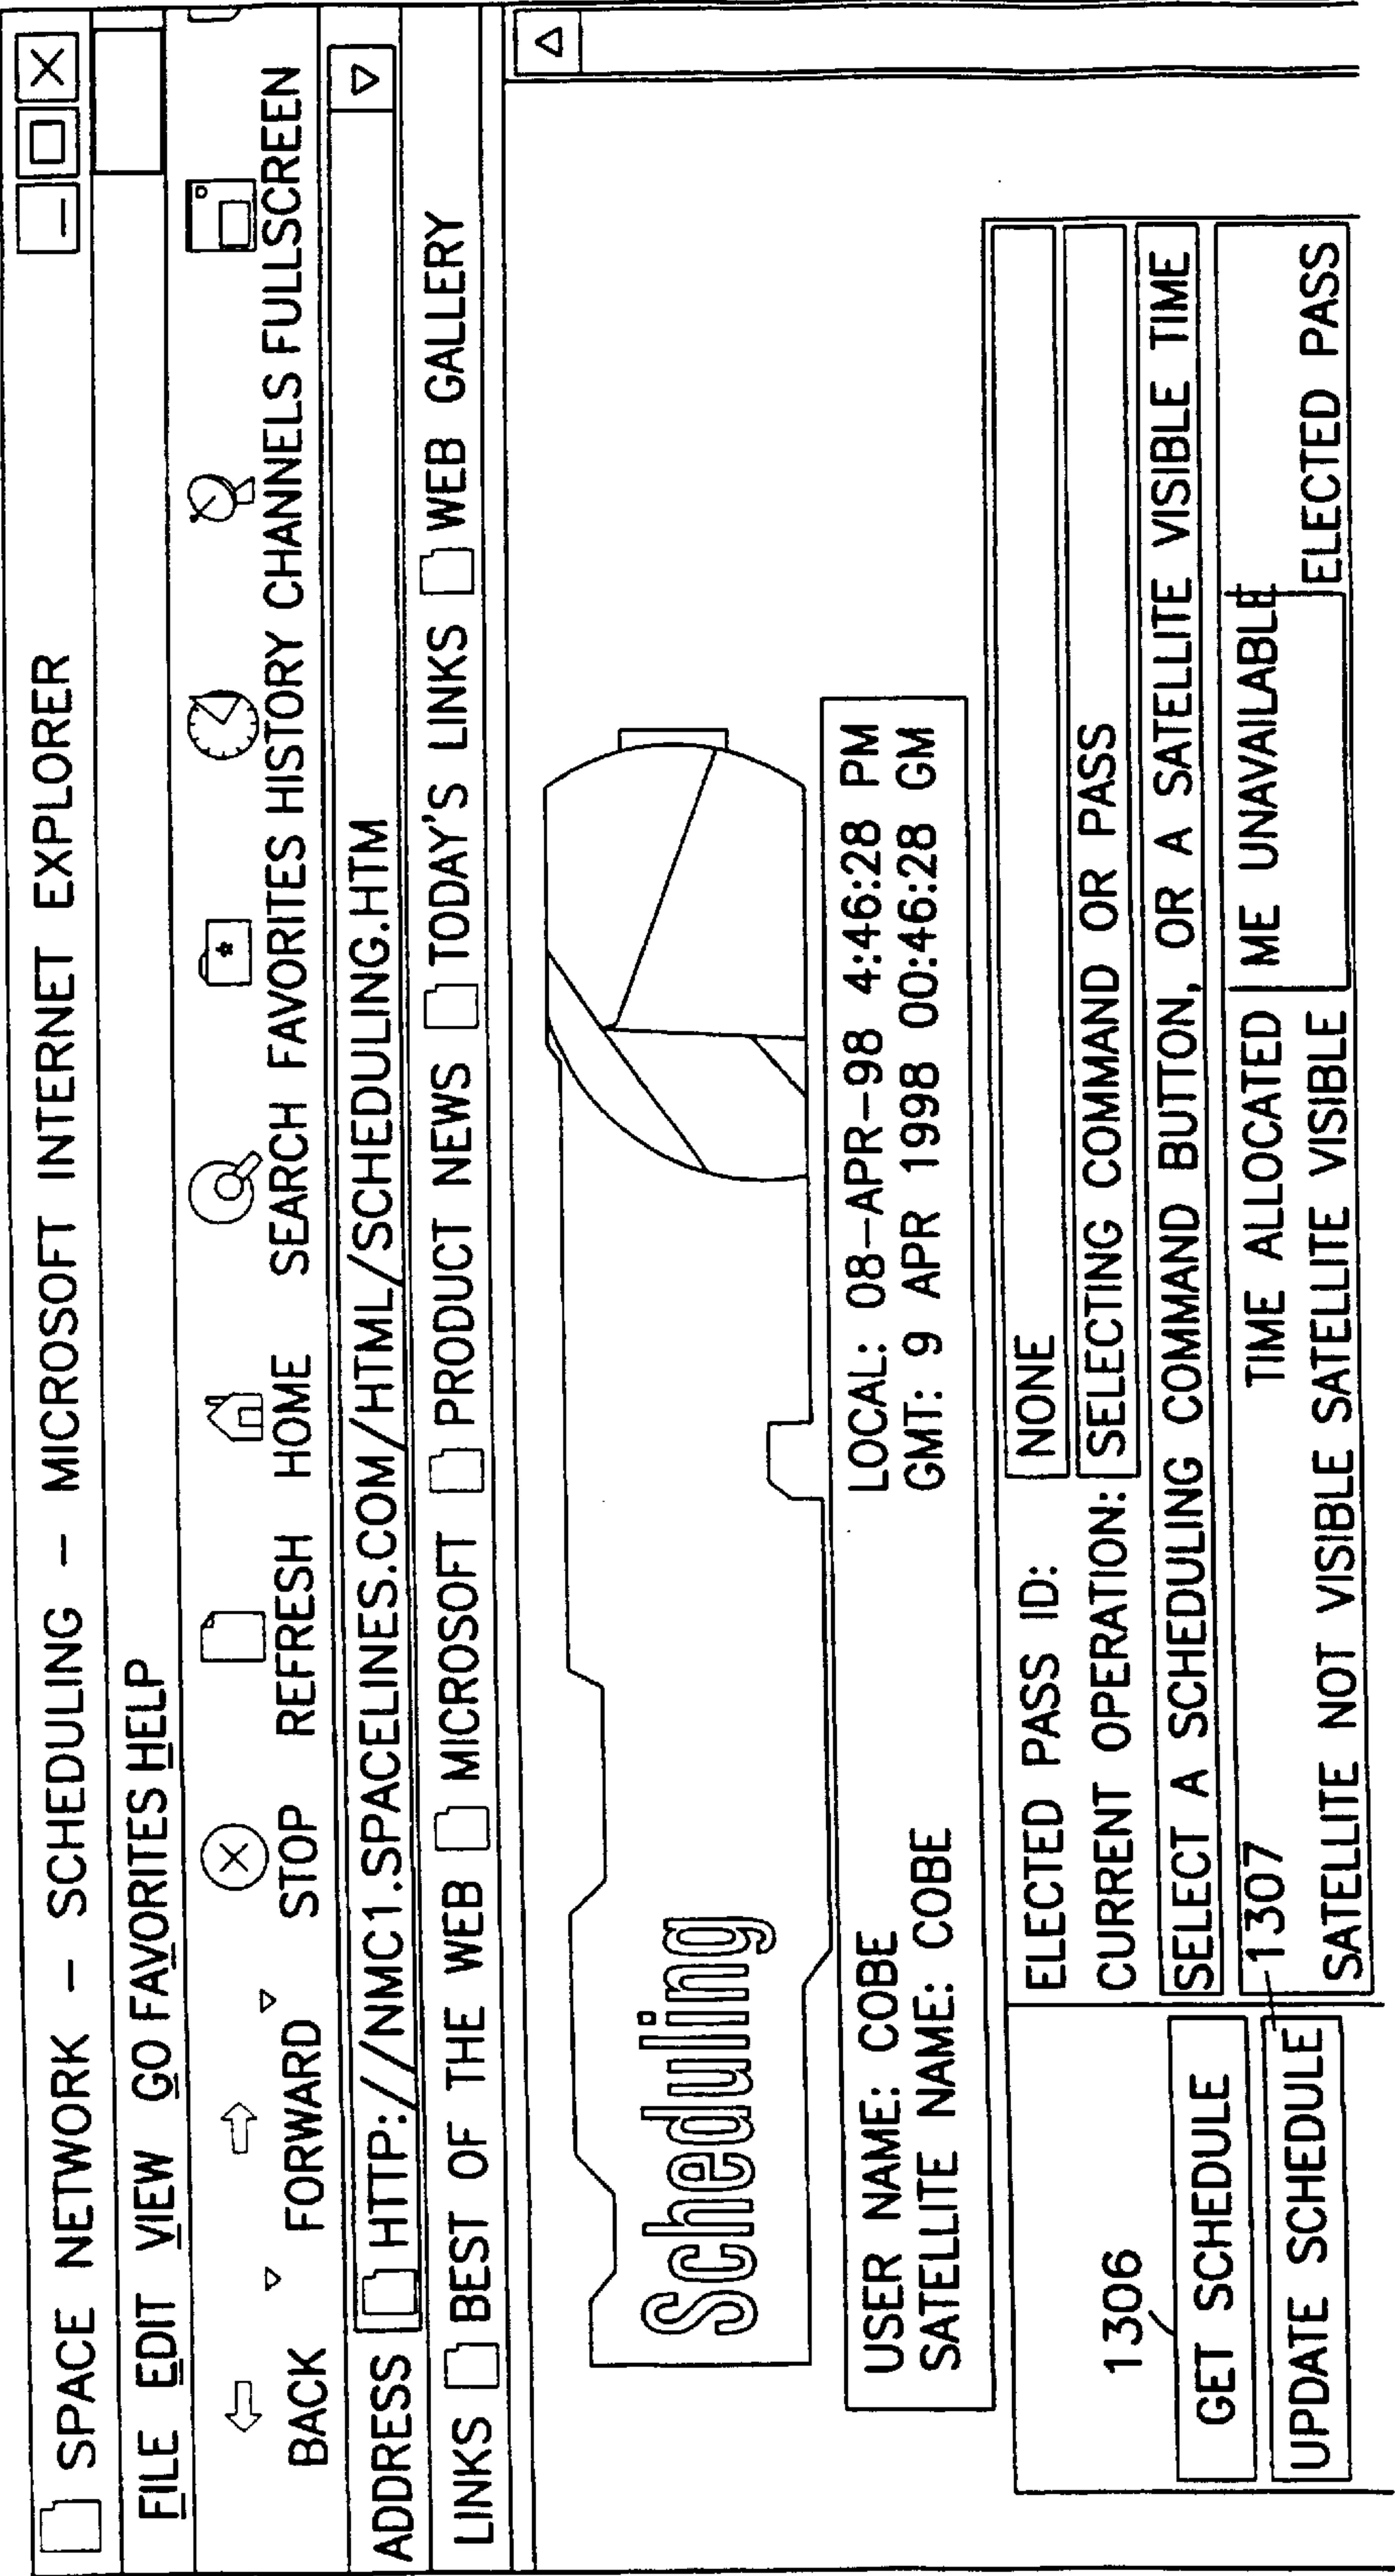 SPACE NETWORK - SCHEDULING - MICROSOFT INTERNET EXPLORER
FILE EDIT VIEW GO FAVORITES HELP
BACK FORWARD STOP REFRESH HOME SEARCH FAVORITES HISTORY CHANNELS FULLSCREEN
ADDRESS HTTP://NMC1.SPACELINES.COM/HTML/SCHEDULING.HTM
LINKS BEST OF THE WEB MICROSOFT PRODUCT NEWS TODAY'S LINKS WEB GALLERY
Scheduling
USER NAME: COBE LOCAL: 08-APR-98 4:46:28 PM
SATELLITE NAME: COBE GMT: 9 APR 1998 00:46:28 GM
ELECTED PASS ID: NONE
1306 CURRENT OPERATION: SELECTING COMMAND OR PASS
GET SCHEDULE SELECT A SCHEDULING COMMAND BUTTON, OR A SATELLITE VISIBLE TIME
1307 TIME ALLOCATED ME UNAVAILABLE
UPDATE SCHEDULE SATELLITE NOT VISIBLE SATELLITE VISIBLE ELECTED PASS